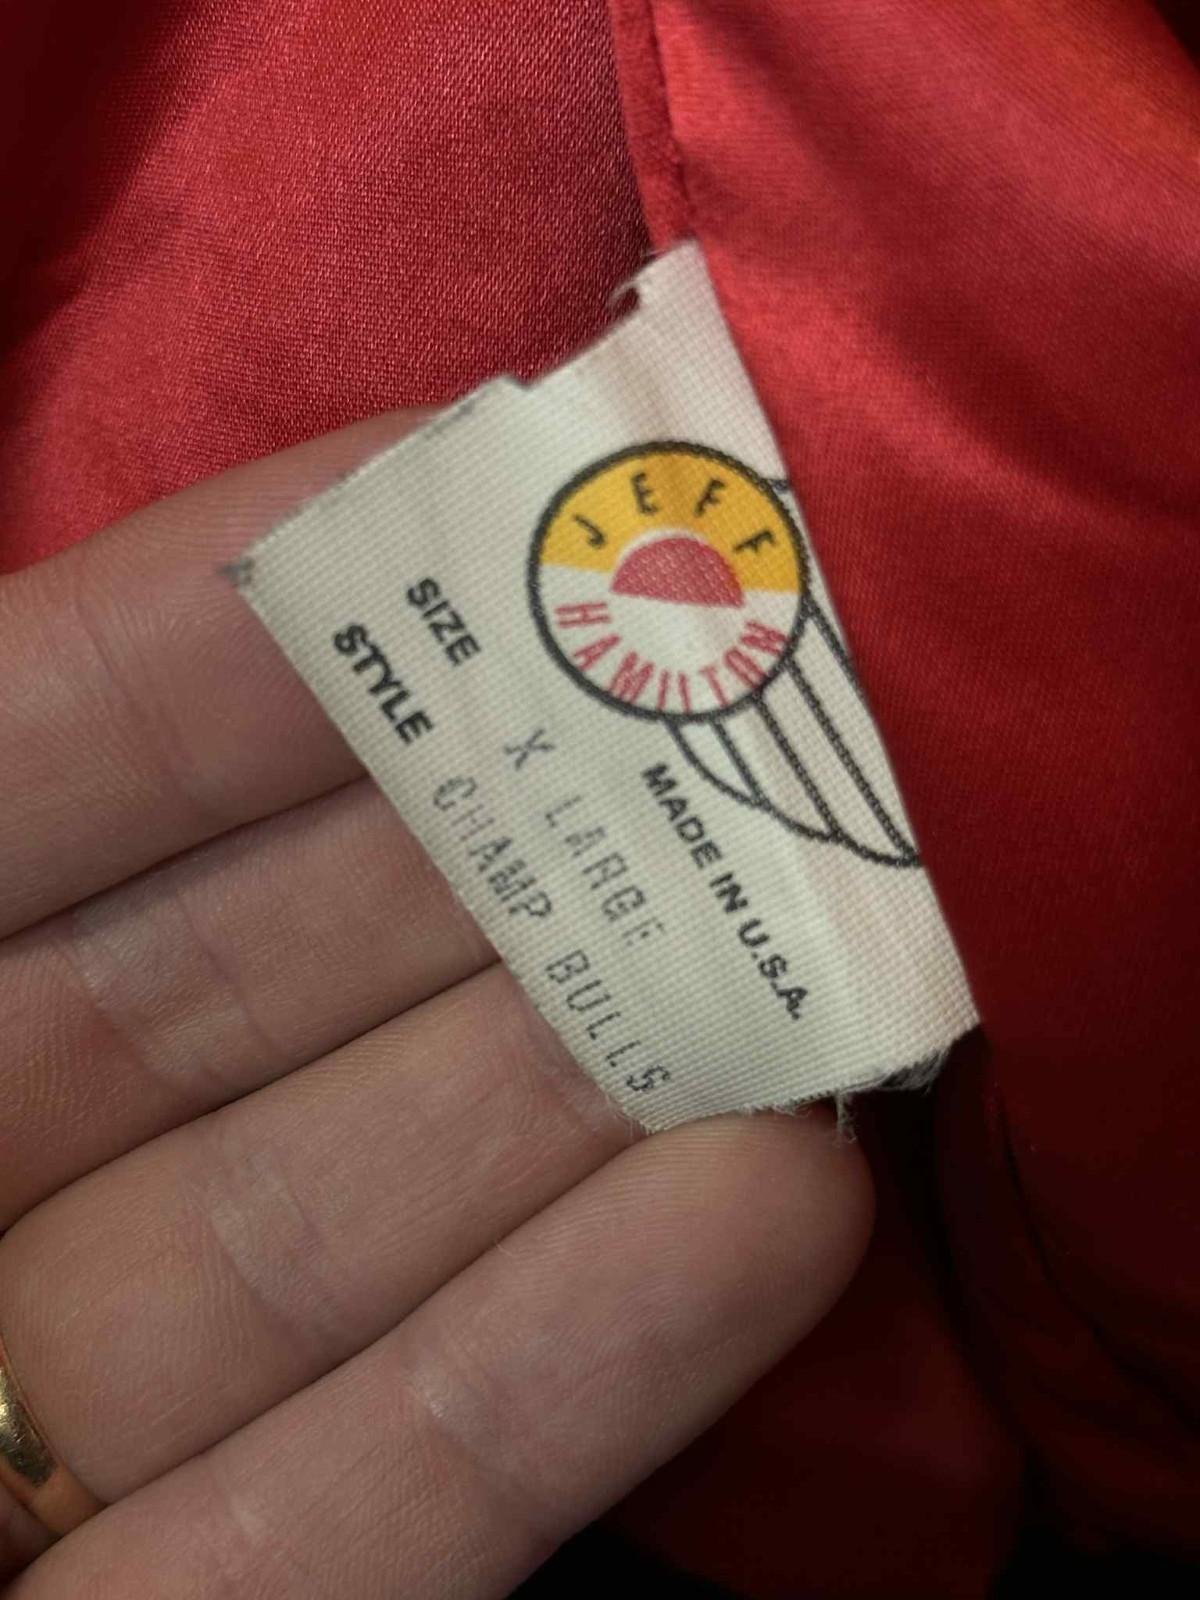 JEFF
HAMILTON
MADE IN U.S.A.
SIZE X LARGE
STYLE CHAMP BULLS